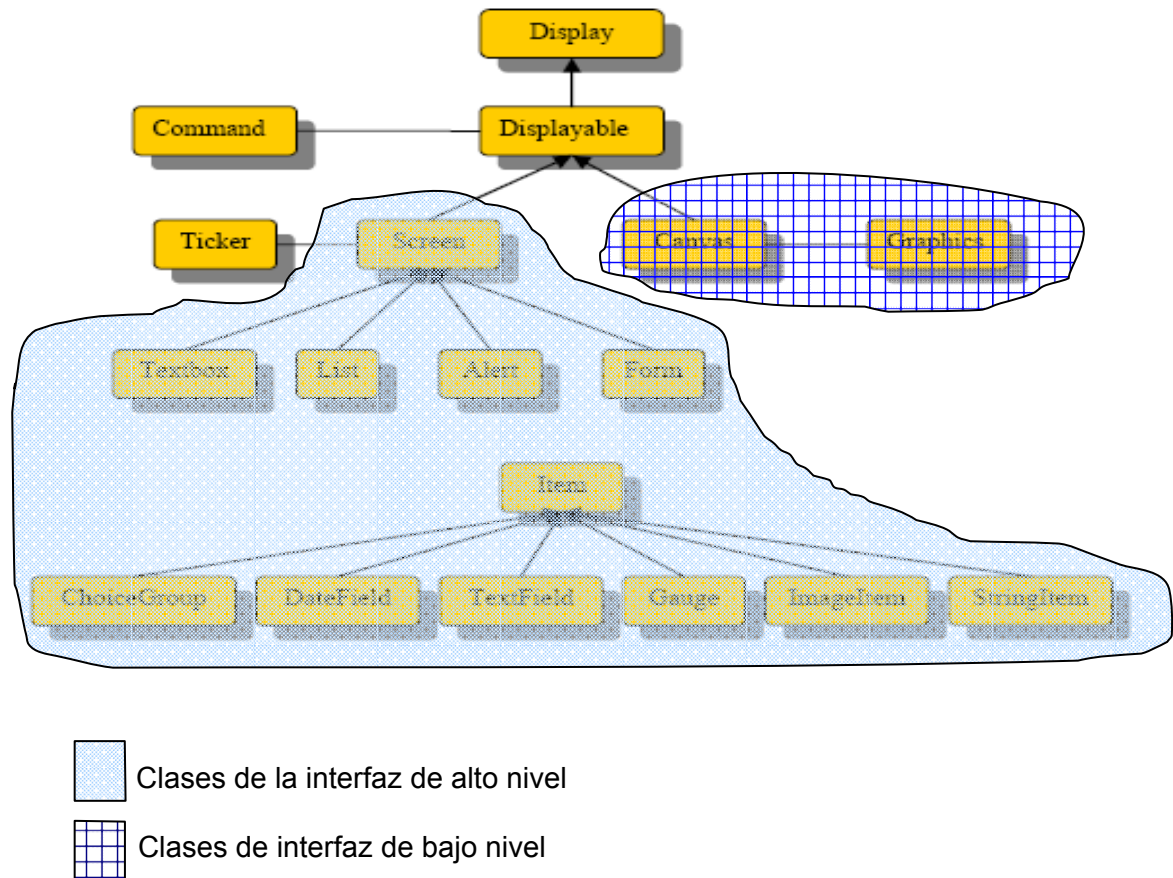 Display
Command
Displayable
Ticker
Screen
Canvas
Graphics
Textbox
List
Alert
Form
Item
ChoiceGroup
DateField
TextField
Gauge
ImageItem
StringItem
Clases de la interfaz de alto nivel
Clases de interfaz de bajo nivel